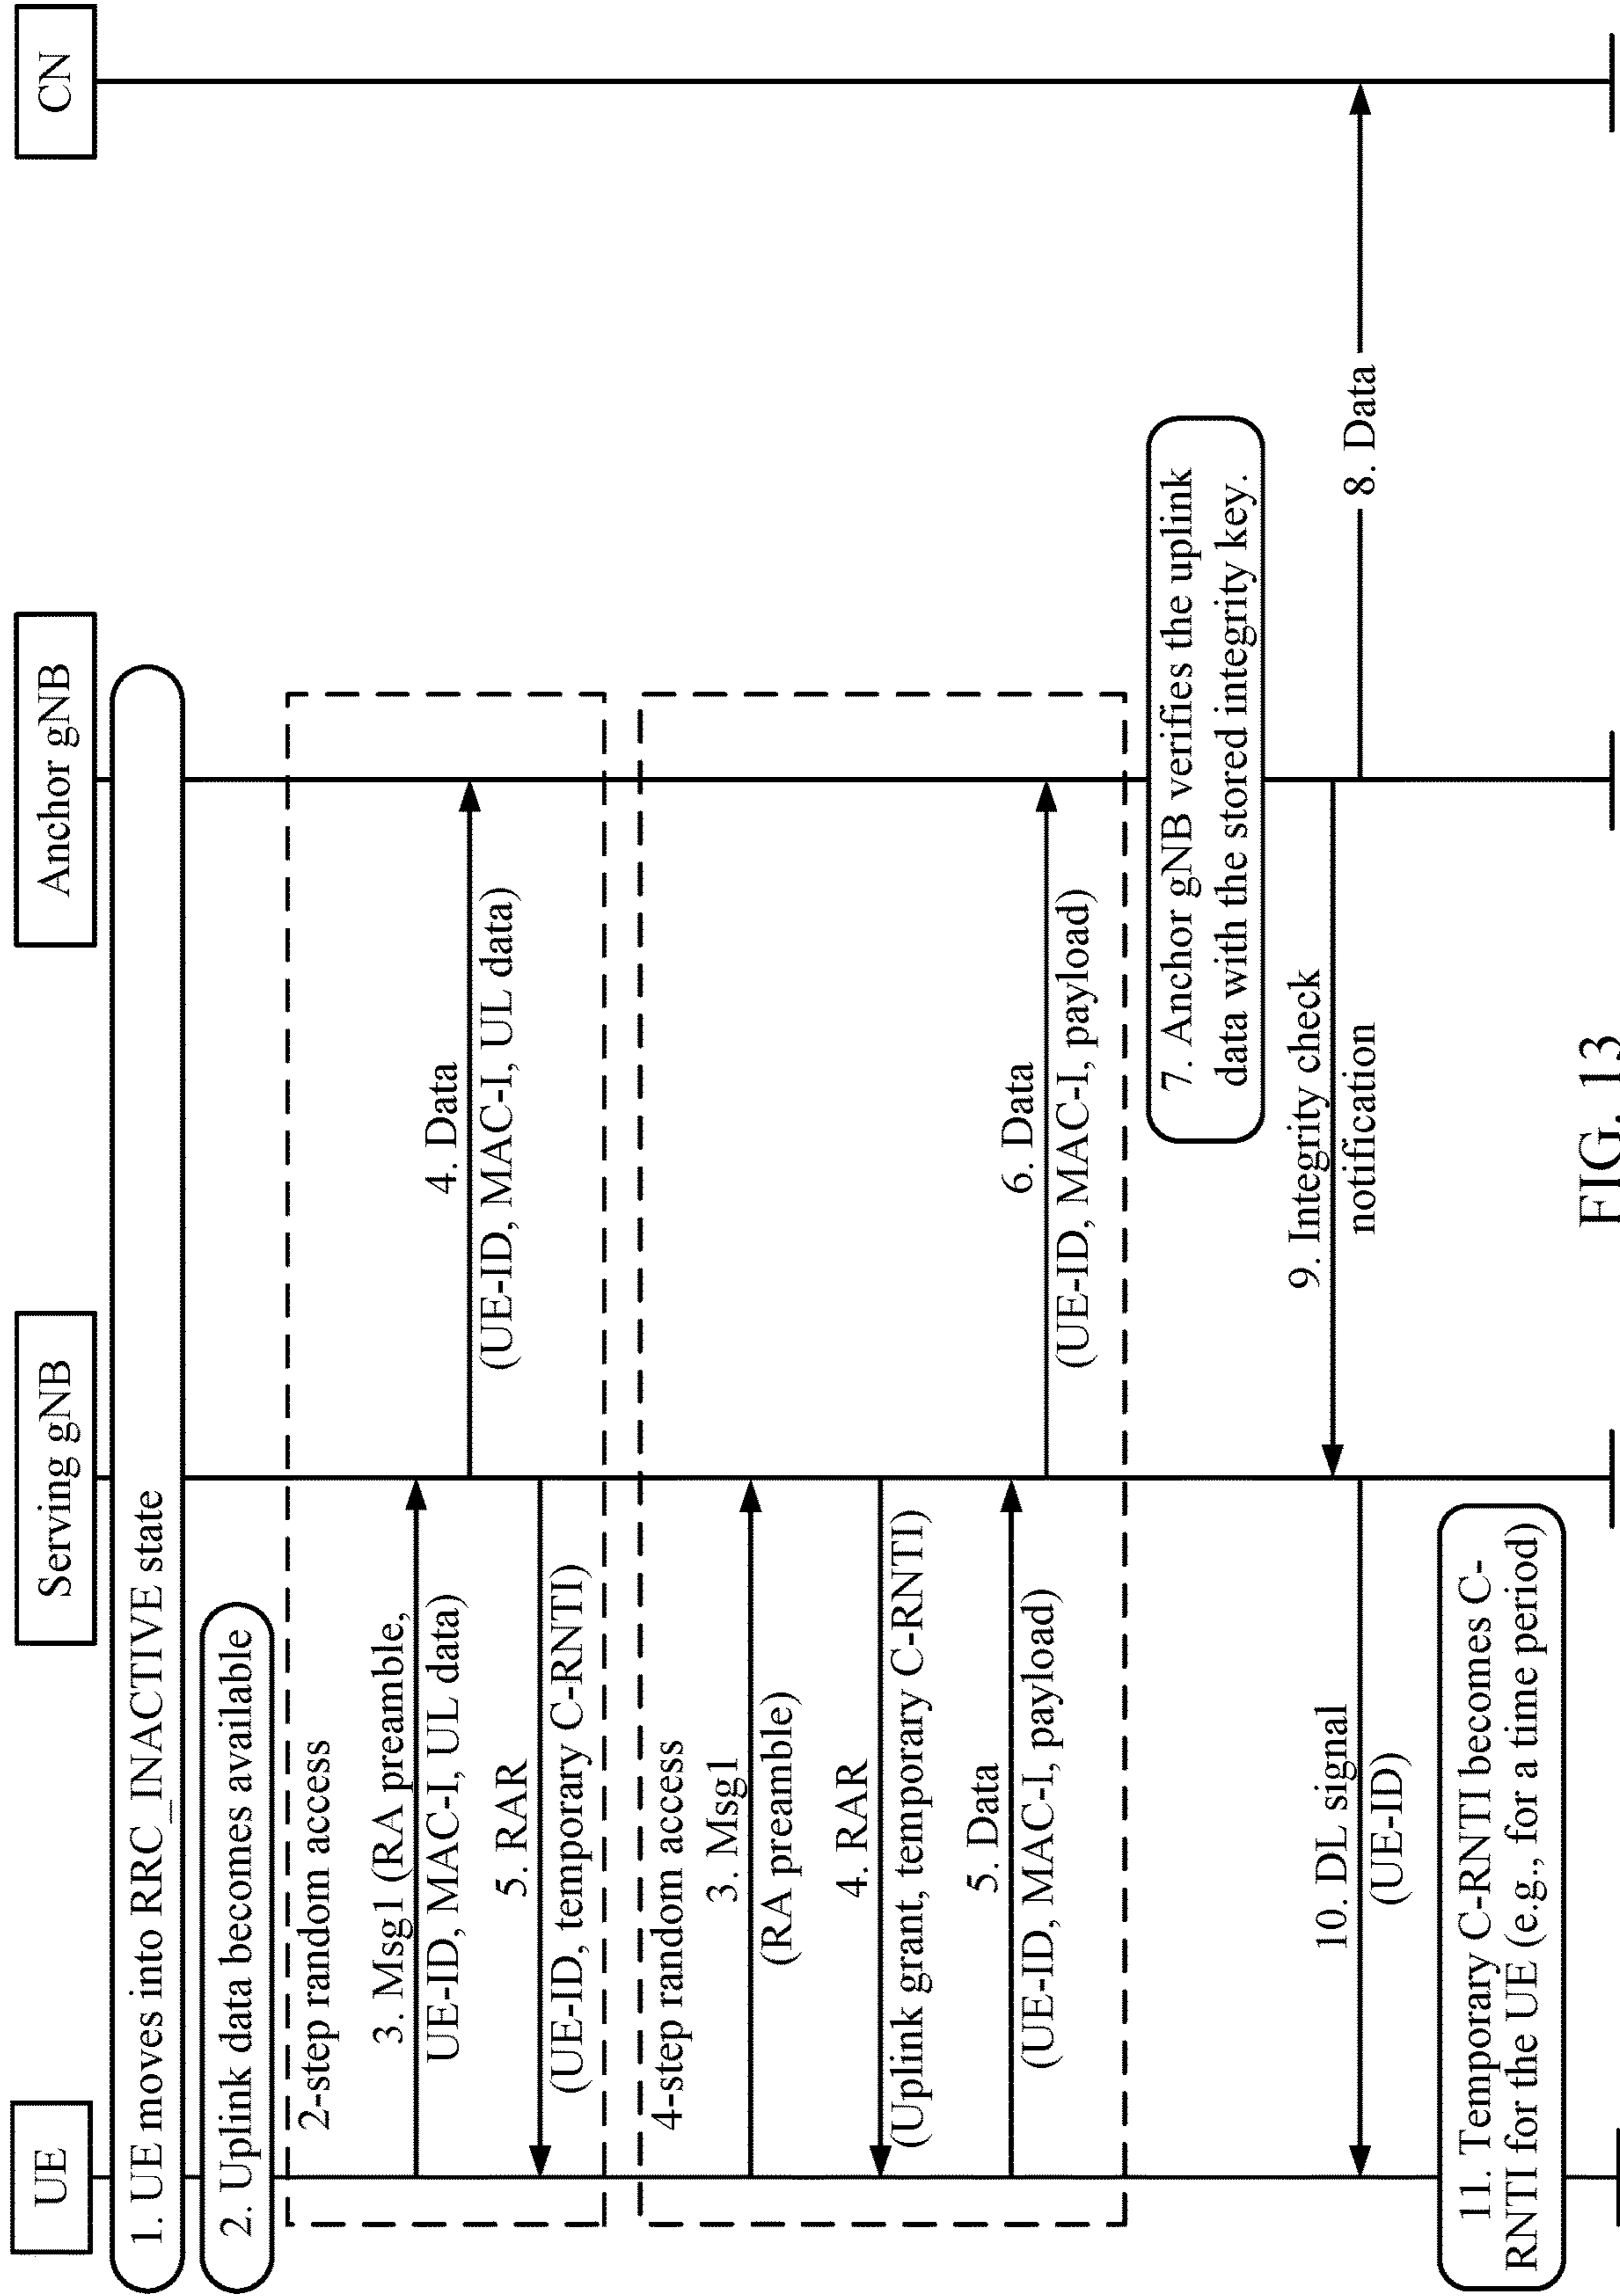 UE
Serving gNB
Anchor gNB
CN
1. UE moves into RRC_INACTIVE state
2. Uplink data becomes available
2-step random access
3. Msg1 (RA preamble,
UE-ID, MAC-I, UL data)
4. Data
(UE-ID, MAC-I, UL data)
5. RAR
(UE-ID, temporary C-RNTI)
4-step random access
3. Msg1
(RA preamble)
4. RAR
(Uplink grant, temporary C-RNTI)
5. Data
(UE-ID, MAC-I, payload)
6. Data
(UE-ID, MAC-I, payload)
7. Anchor gNB verifies the uplink
data with the stored integrity key.
8. Data
9. Integrity check
notification
10. DL signal
(UE-ID)
11. Temporary C-RNTI becomes C-
RNTI for the UE (e.g., for a time period)
FIG. 13